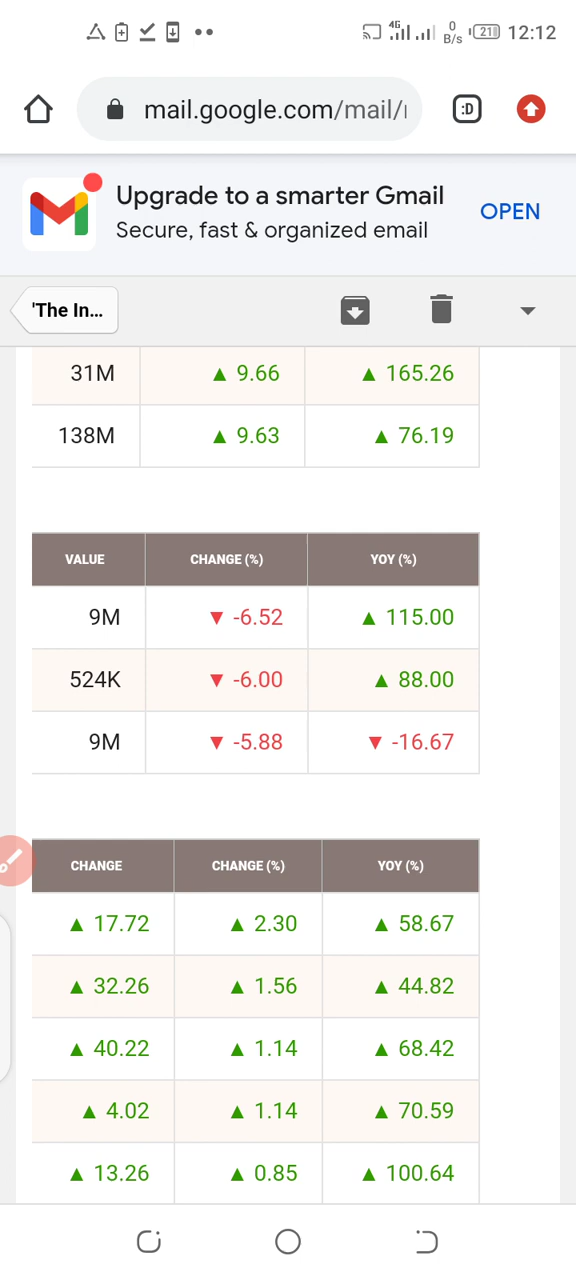 4G 0 B/s 21 12:12
mail.google.com/mail/ :D
Upgrade to a smarter Gmail
Secure, fast & organized email
OPEN
'The In...
31M ▲ 9.66 ▲ 165.26
138M ▲ 9.63 ▲ 76.19
VALUE CHANGE (%) YOY (%)
9M ▼ -6.52 ▲ 115.00
524K ▼ -6.00 ▲ 88.00
9M ▼ -5.88 ▼ -16.67
CHANGE CHANGE (%) YOY (%)
▲ 17.72 ▲ 2.30 ▲ 58.67
▲ 32.26 ▲ 1.56 ▲ 44.82
▲ 40.22 ▲ 1.14 ▲ 68.42
▲ 4.02 ▲ 1.14 ▲ 70.59
▲ 13.26 ▲ 0.85 ▲ 100.64